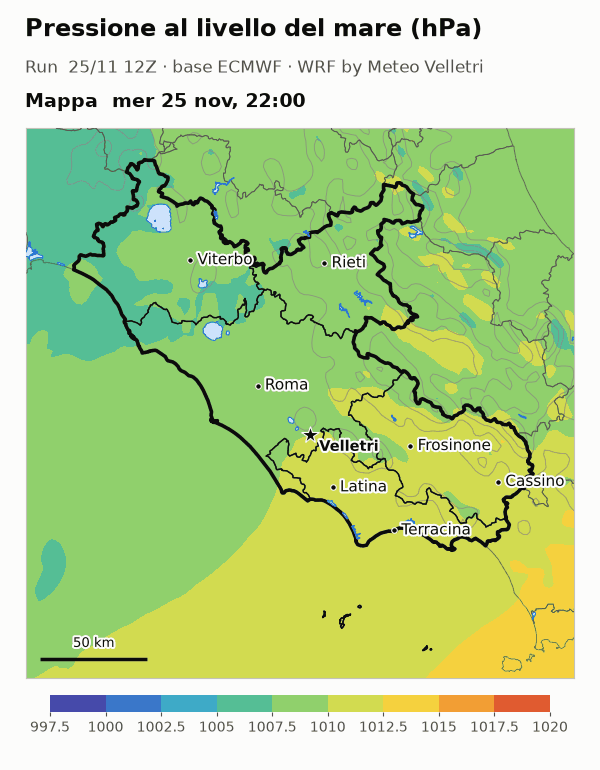 Pressione al livello del mare (hPa)
Run  25/11 12Z · base ECMWF · WRF by Meteo Velletri
Mappa  mer 25 nov, 22:00
Viterbo
Rieti
Roma
Velletri
Frosinone
Latina
Cassino
Terracina
50 km
997.5 1000 1002.5 1005 1007.5 1010 1012.5 1015 1017.5 1020